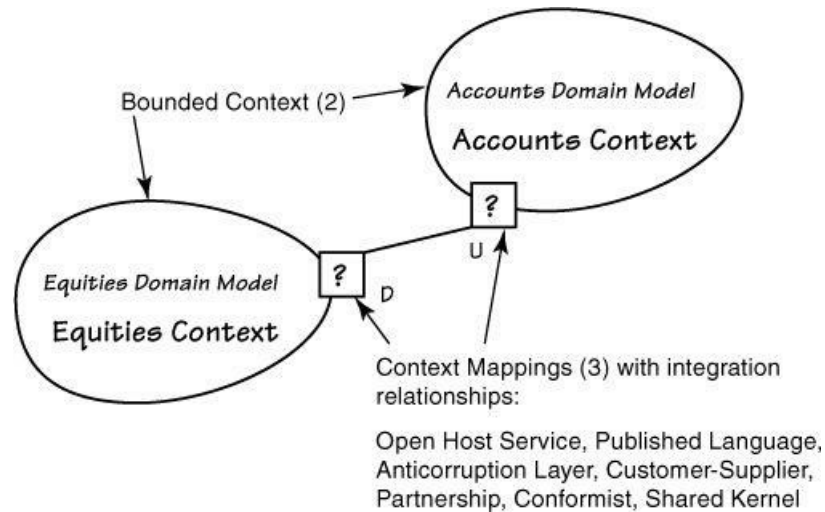 Bounded Context (2)
Accounts Domain Model
Accounts Context
?
U
?
D
Equities Domain Model
Equities Context
Context Mappings (3) with integration
relationships:
Open Host Service, Published Language,
Anticorruption Layer, Customer-Supplier,
Partnership, Conformist, Shared Kernel